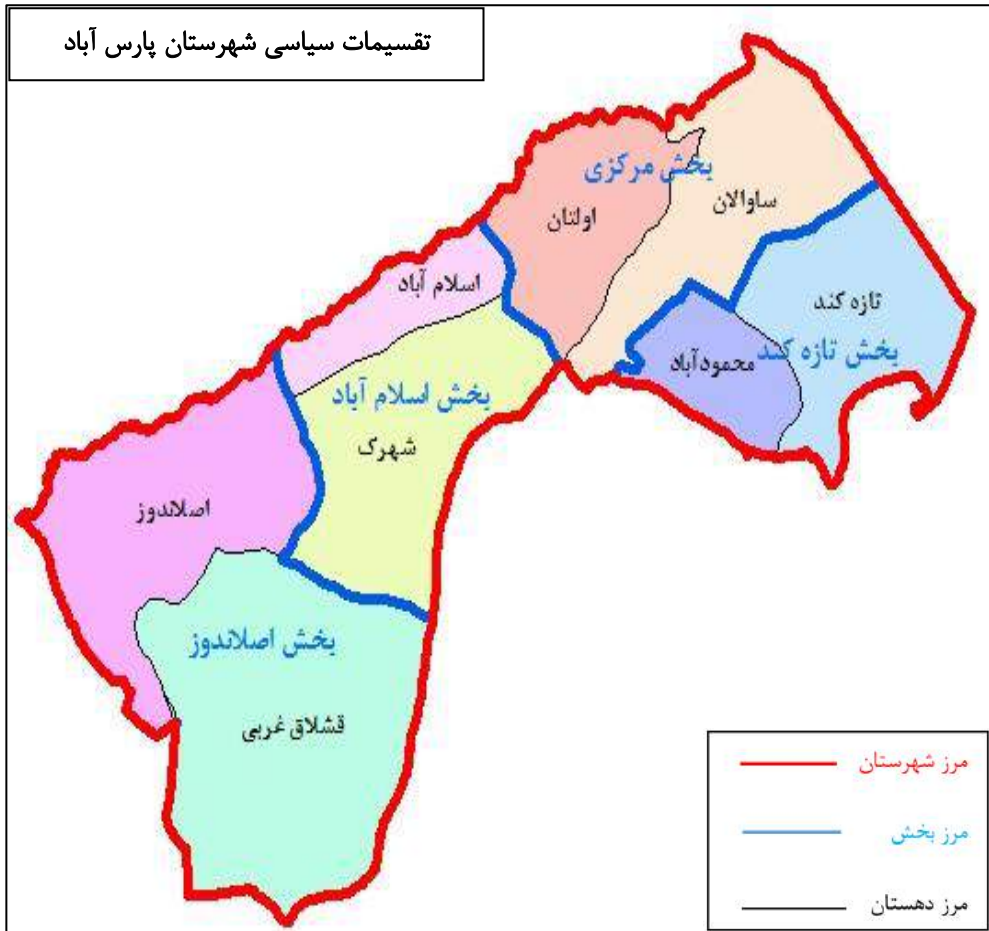 تقسیمات سیاسی شهرستان پارس آباد
بخش مرکزی
ساوالان
اولتان
اسلام آباد
تازه کند
بخش تازه کند
محمودآباد
بخش اسلام آباد
شهرک
اصلاندوز
بخش اصلاندوز
قشلاق غربی
مرز شهرستان
مرز بخش
مرز دهستان